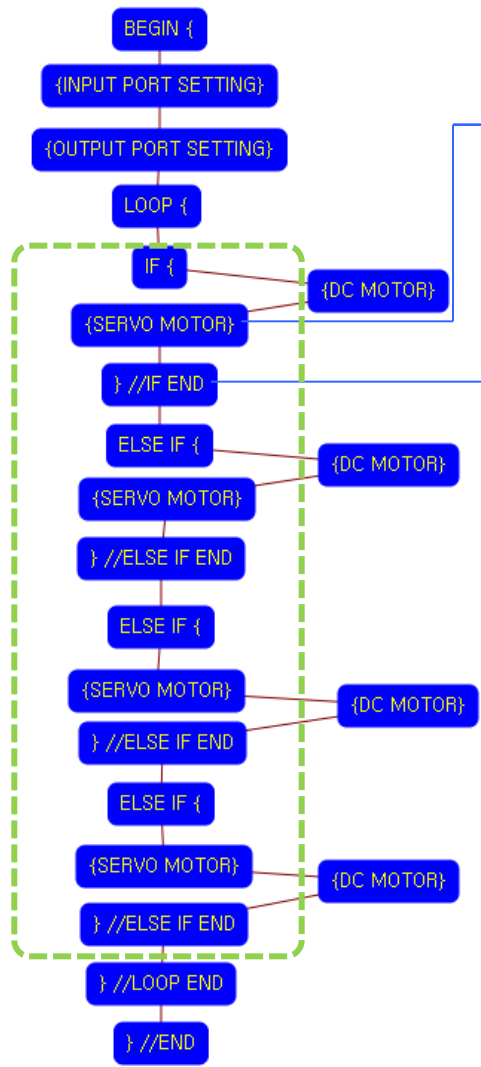 BEGIN {
{INPUT PORT SETTING}
{OUTPUT PORT SETTING}
LOOP {
IF {
{DC MOTOR}
{SERVO MOTOR}
} //IF END
ELSE IF {
{DC MOTOR}
{SERVO MOTOR}
} //ELSE IF END
ELSE IF {
{SERVO MOTOR}
{DC MOTOR}
} //ELSE IF END
ELSE IF {
{SERVO MOTOR}
{DC MOTOR}
} //ELSE IF END
} //LOOP END
} //END